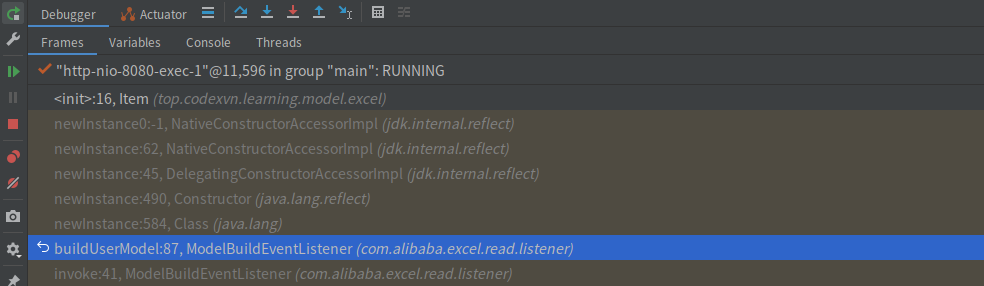 Debugger Actuator
Frames Variables Console Threads
"http-nio-8080-exec-1"@11,596 in group "main": RUNNING
<init>:16, Item (top.codexvn.learning.model.excel)
newInstance0:-1, NativeConstructorAccessorImpl (jdk.internal.reflect)
newInstance:62, NativeConstructorAccessorImpl (jdk.internal.reflect)
newInstance:45, DelegatingConstructorAccessorImpl (jdk.internal.reflect)
newInstance:490, Constructor (java.lang.reflect)
newInstance:584, Class (java.lang)
buildUserModel:87, ModelBuildEventListener (com.alibaba.excel.read.listener)
invoke:41, ModelBuildEventListener (com.alibaba.excel.read.listener)